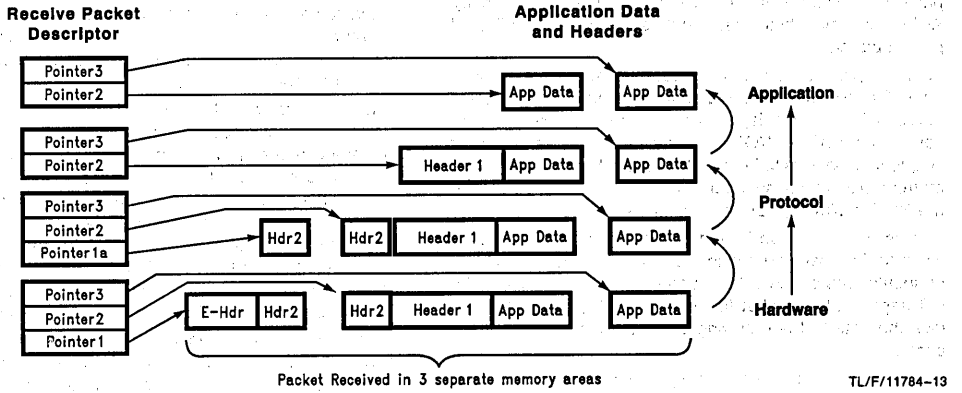 Receive Packet
Descriptor
Application Data
and Headers
Pointer3
Pointer2
App Data
App Data
Application
Pointer3
Pointer2
Header 1
App Data
App Data
Pointer3
Pointer2
Pointer1a
Hdr2
Hdr2
Header 1
App Data
App Data
Protocol
Pointer3
Pointer2
Pointer1
E-Hdr
Hdr2
Hdr2
Header 1
App Data
App Data
Hardware
Packet Received in 3 separate memory areas
TL/F/11784-13